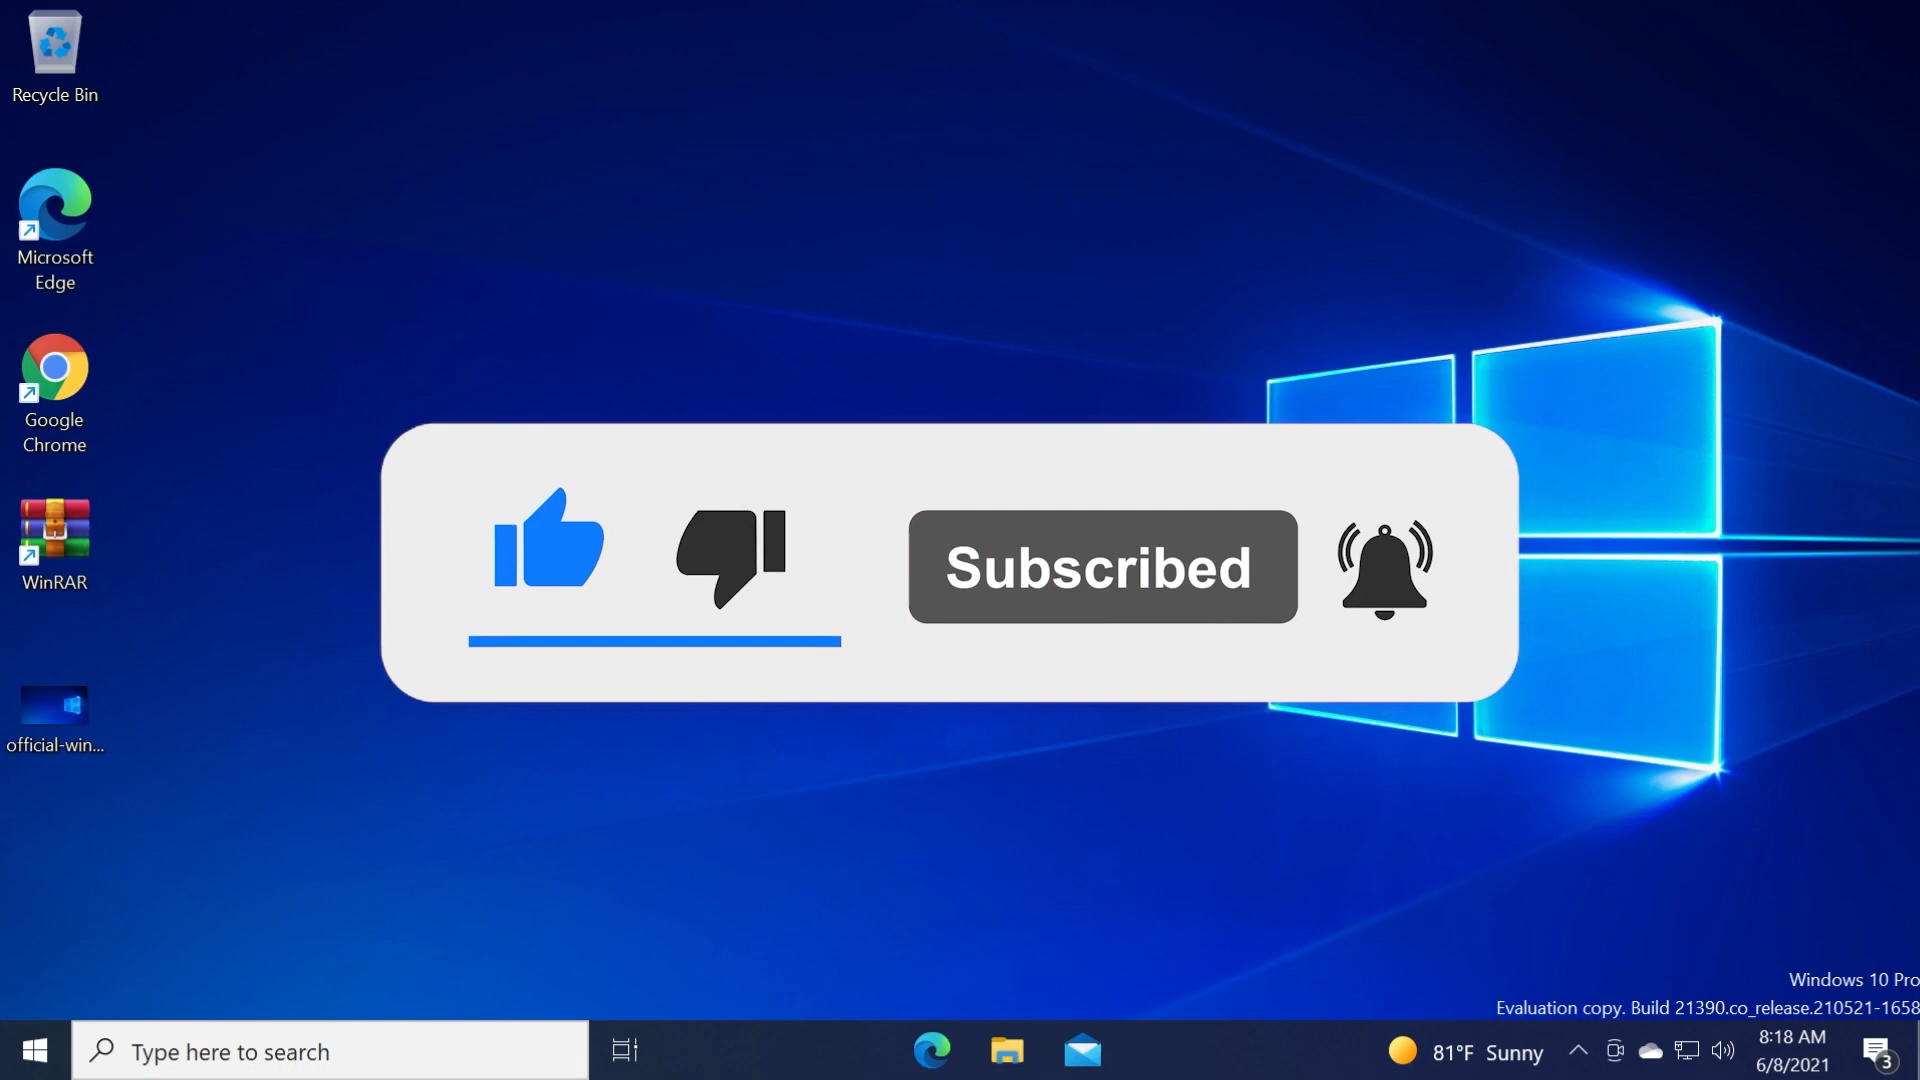 Recycle Bin
Microsoft
Edge
Google
Chrome
WinRAR
official-win...
Subscribed
Windows 10 Pro
Evaluation copy. Build 21390.co_release.210521-1658
Type here to search
81°F Sunny
8:18 AM
6/8/2021
3